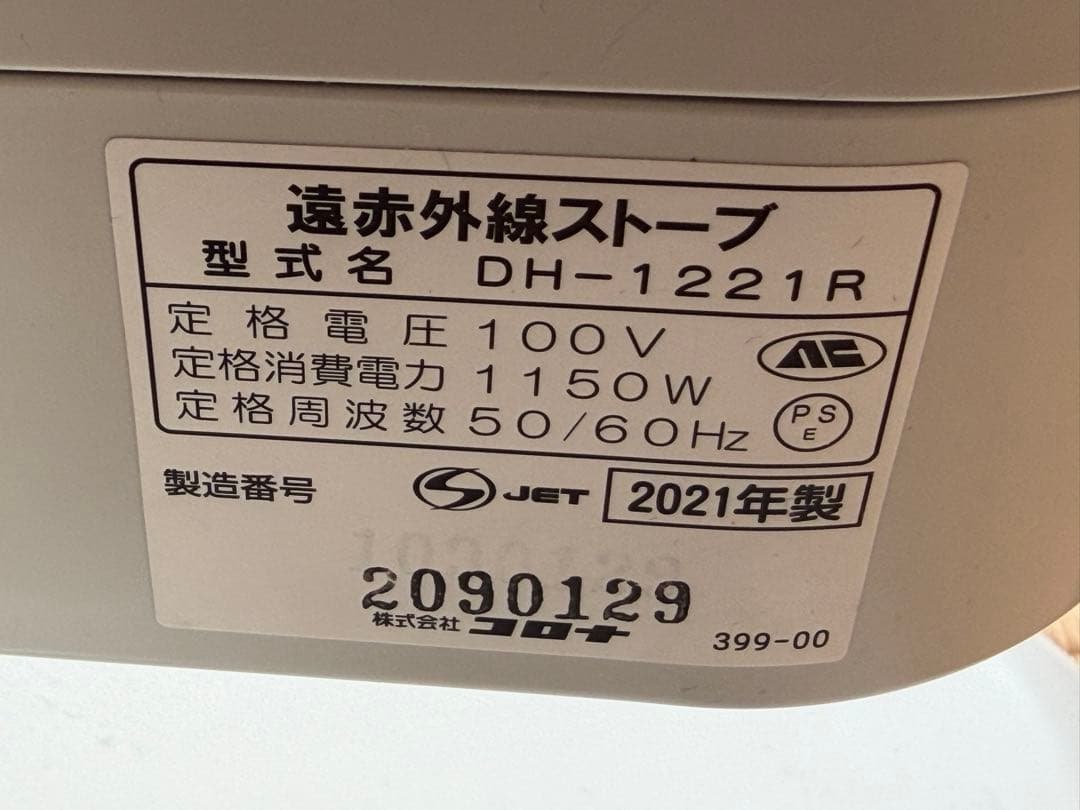 遠赤外線ストーブ
型式名 DH-1221R
定格電圧 100V
定格消費電力 1150W
定格周波数 50/60Hz
PSE
製造番号 JET 2021年製
2090129
株式会社 コロナ 399-00